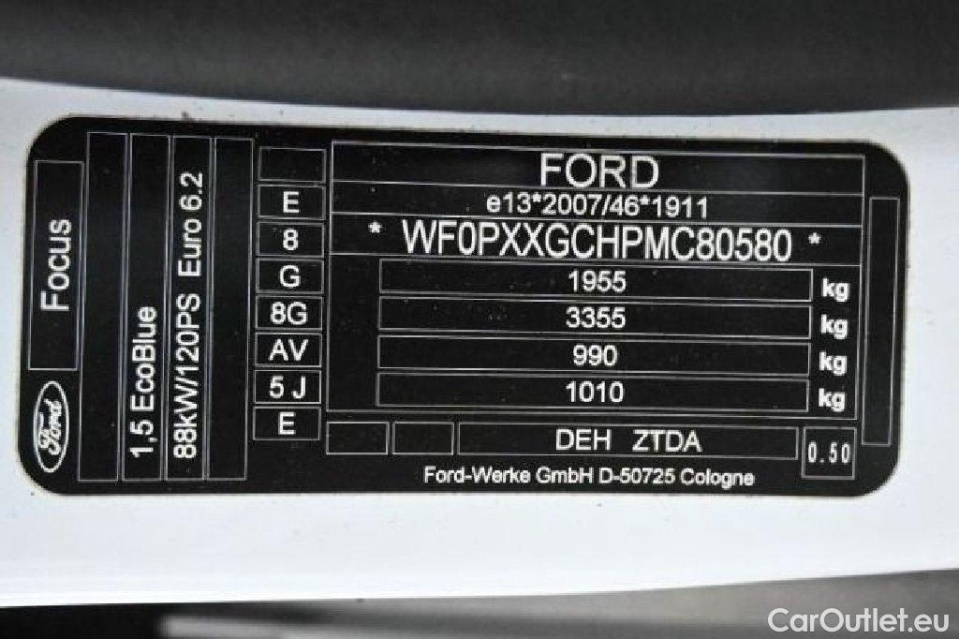 Focus
Ford
1,5 EcoBlue
88kW/120PS Euro 6.2
E
8
G
8G
AV
5 J
E
FORD
e13*2007/46*1911
* WF0PXXGCHPMC80580 *
1955 kg
3355 kg
990 kg
1010 kg
DEH ZTDA
0.50
Ford-Werke GmbH D-50725 Cologne
CarOutlet.eu